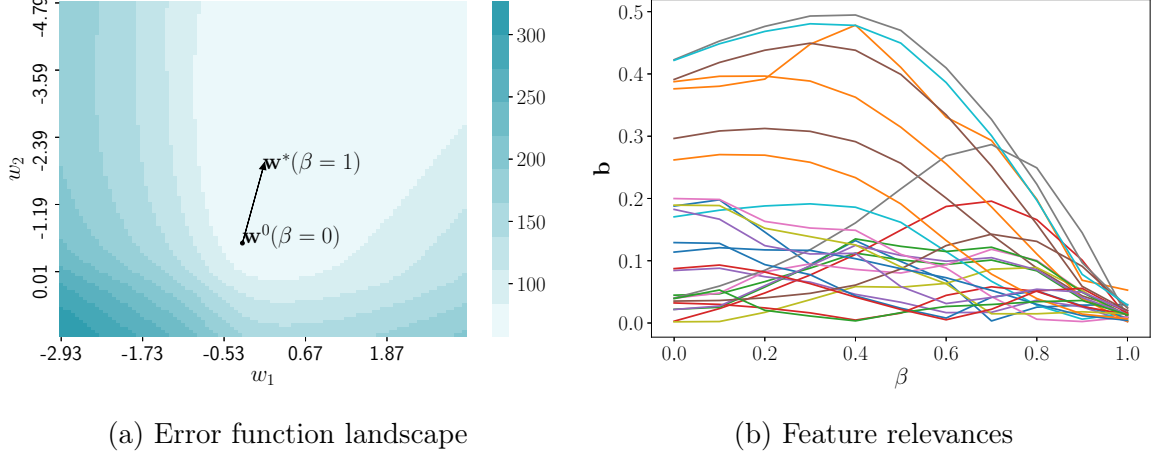 -4.79
-3.59
-2.39
-1.19
0.01
w₂
-2.93 -1.73 -0.53 0.67 1.87
w₁
w*(β = 1)
w⁰(β = 0)
300
250
200
150
100
(a) Error function landscape
0.5
0.4
0.3
0.2
0.1
0.0
b
0.0 0.2 0.4 0.6 0.8 1.0
β
(b) Feature relevances